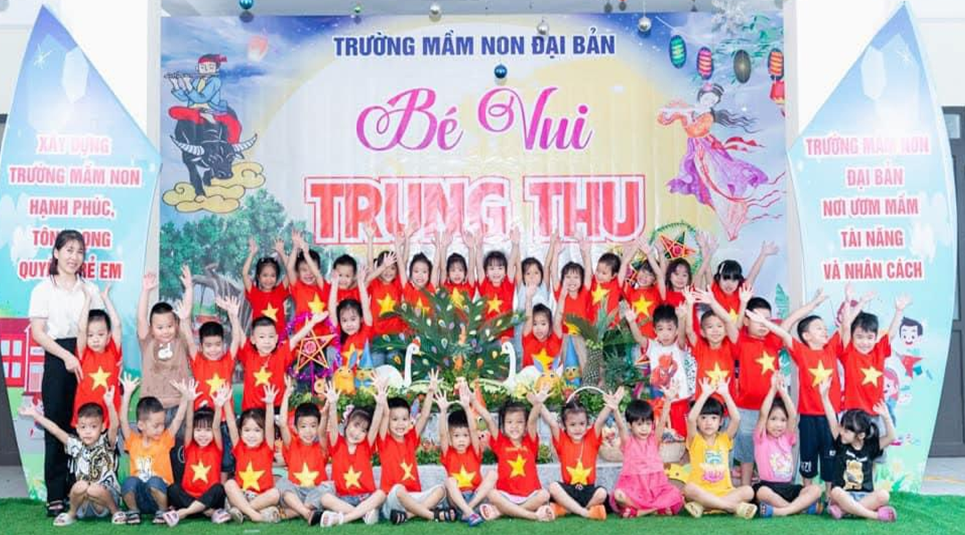 TRƯỜNG MẦM NON ĐẠI BẢN
Bé Vui
TRUNG THU
XÂY DỰNG
TRƯỜNG MẦM NON
HẠNH PHÚC,
TRƯỜNG MẦM NON
ĐẠI BẢN
NƠI ƯƠM MẦM
TÀI NĂNG
VÀ NHÂN CÁCH